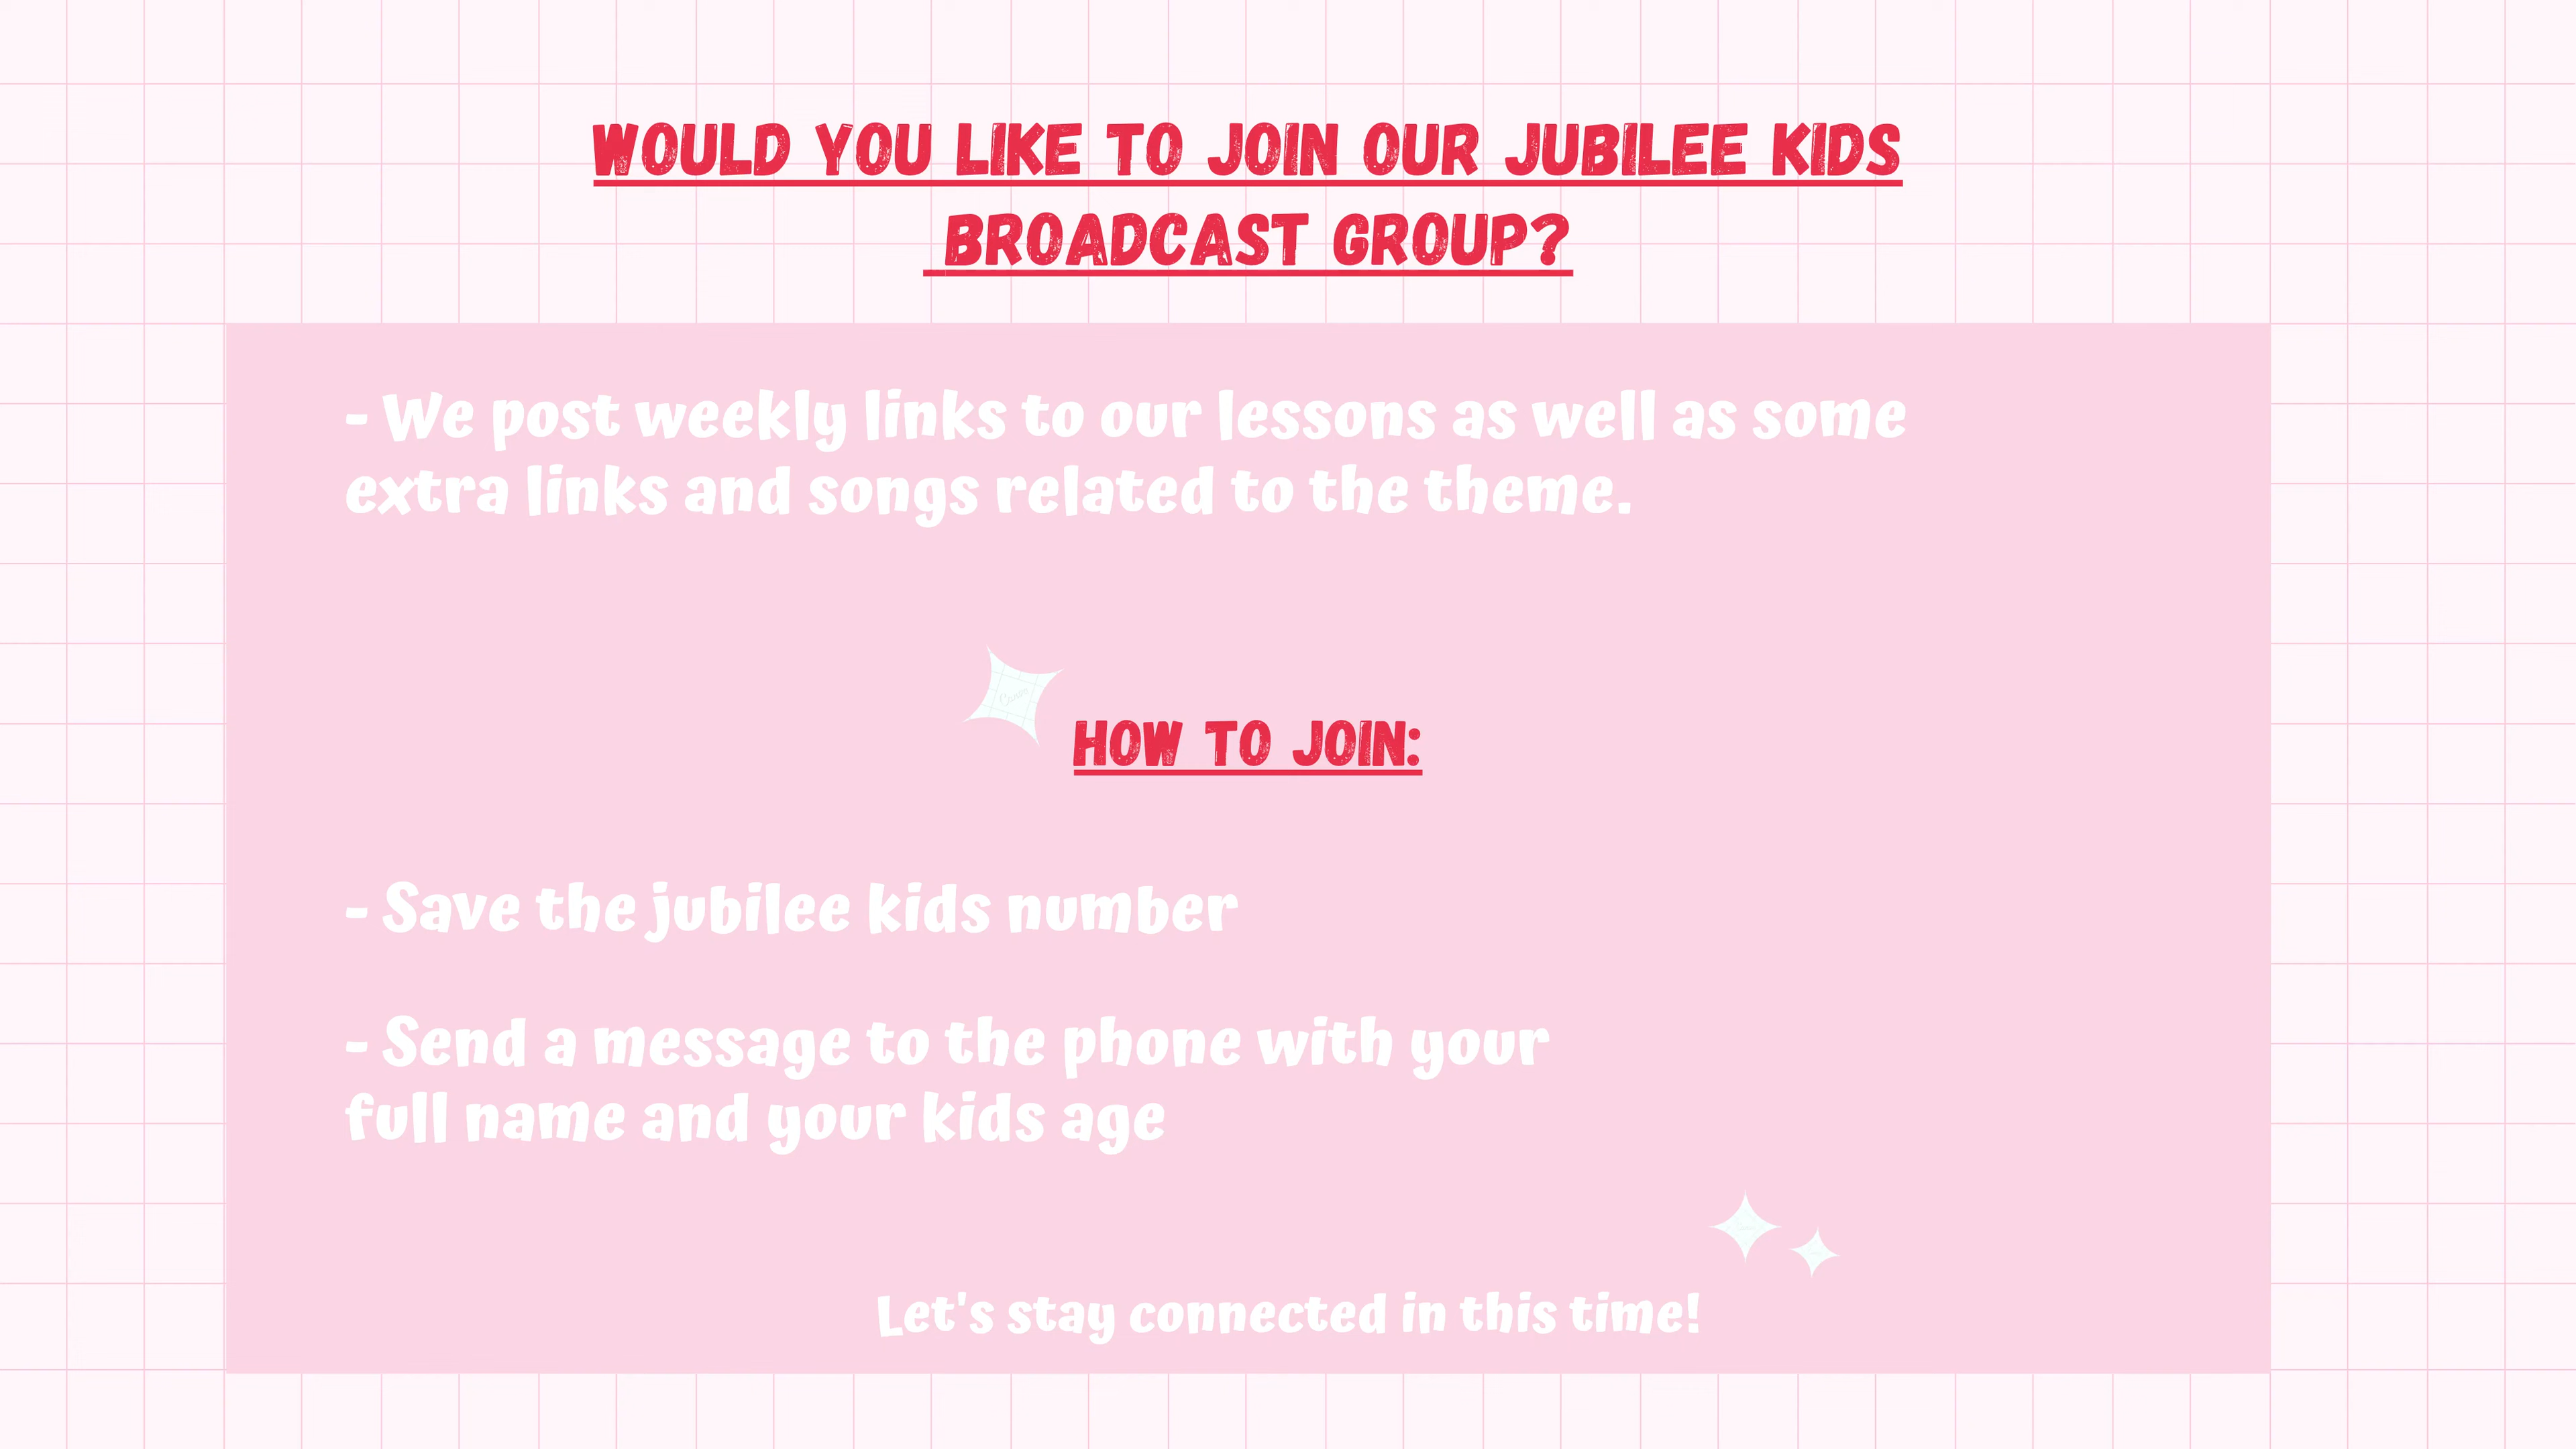 WOULD YOU LIKE TO JOIN OUR JUBILEE KIDS
BROADCAST GROUP?
- We post weekly links to our lessons as well as some
extra links and songs related to the theme.
HOW TO JOIN:
- Save the jubilee kids number
- Send a message to the phone with your
full name and your kids age
Let's stay connected in this time!